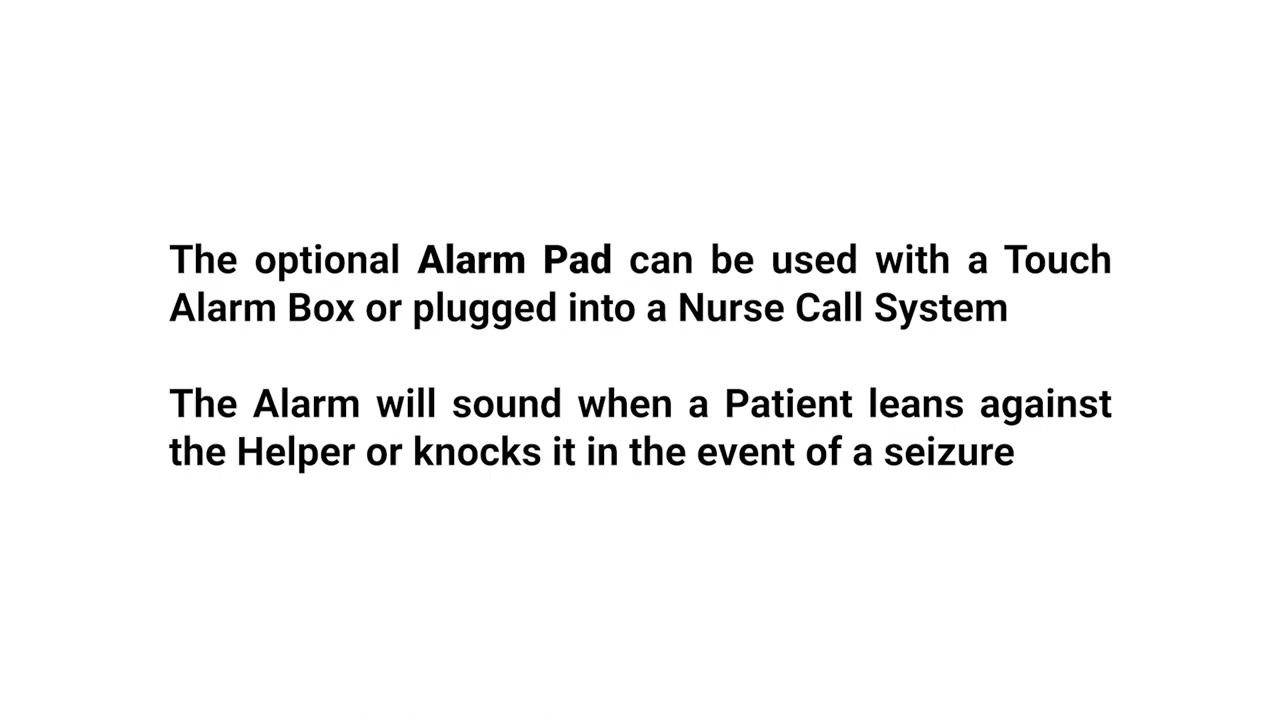 The optional Alarm Pad can be used with a Touch
Alarm Box or plugged into a Nurse Call System
The Alarm will sound when a Patient leans against
the Helper or knocks it in the event of a seizure